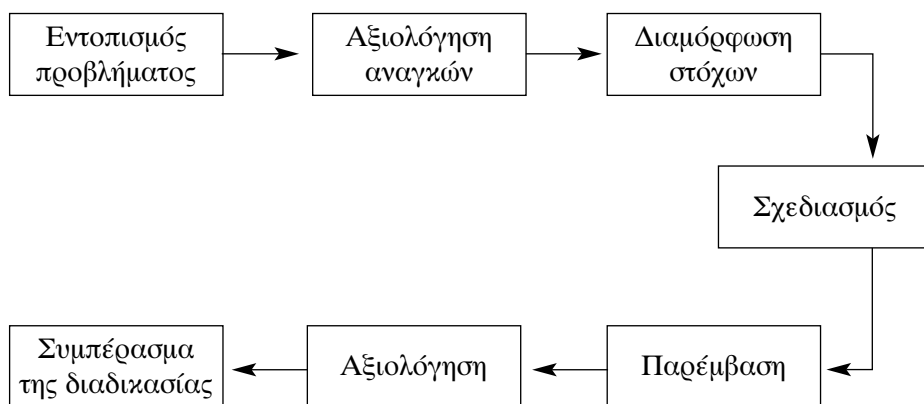 Εντοπισμός
προβλήματος
Αξιολόγηση
αναγκών
Διαμόρφωση
στόχων
Σχεδιασμός
Παρέμβαση
Αξιολόγηση
Συμπέρασμα
της διαδικασίας